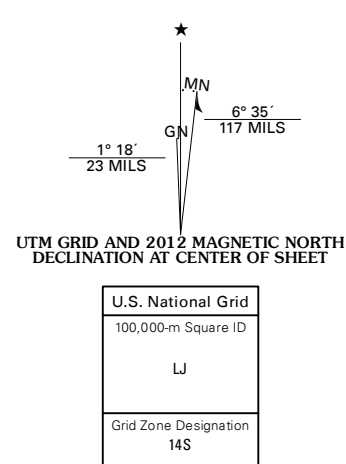 ★
MN
GN
6° 35´
117 MILS
1° 18´
23 MILS
UTM GRID AND 2012 MAGNETIC NORTH
DECLINATION AT CENTER OF SHEET
U.S. National Grid
100,000-m Square ID
LJ
Grid Zone Designation
14S